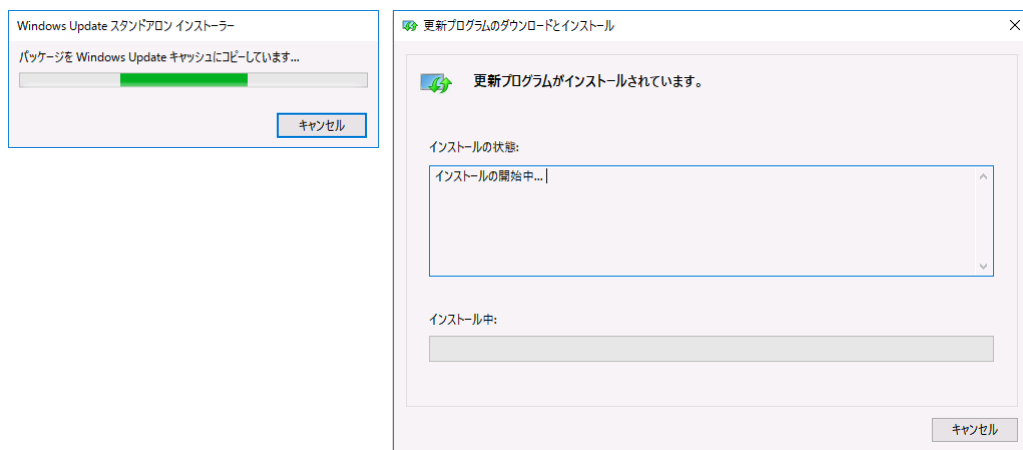 Windows Update スタンドアロン インストーラー
パッケージを Windows Update キャッシュにコピーしています...
キャンセル
更新プログラムのダウンロードとインストール
更新プログラムがインストールされています。
インストールの状態:
インストールの開始中...
インストール中:
キャンセル